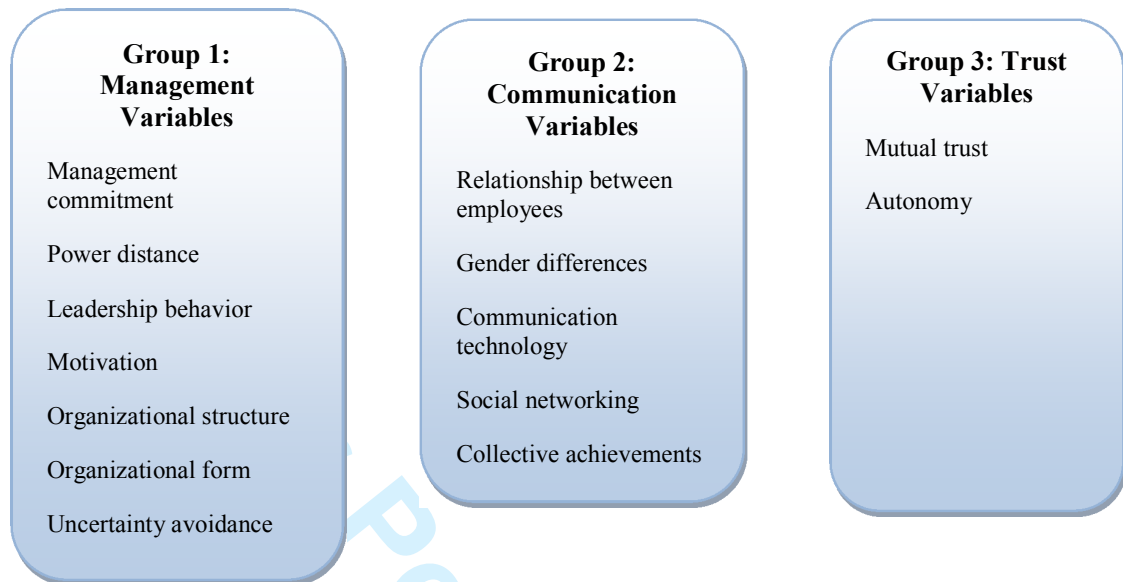 Group 1:
Management
Variables
Management
commitment
Power distance
Leadership behavior
Motivation
Organizational structure
Organizational form
Uncertainty avoidance
Group 2:
Communication
Variables
Relationship between
employees
Gender differences
Communication
technology
Social networking
Collective achievements
Group 3: Trust
Variables
Mutual trust
Autonomy